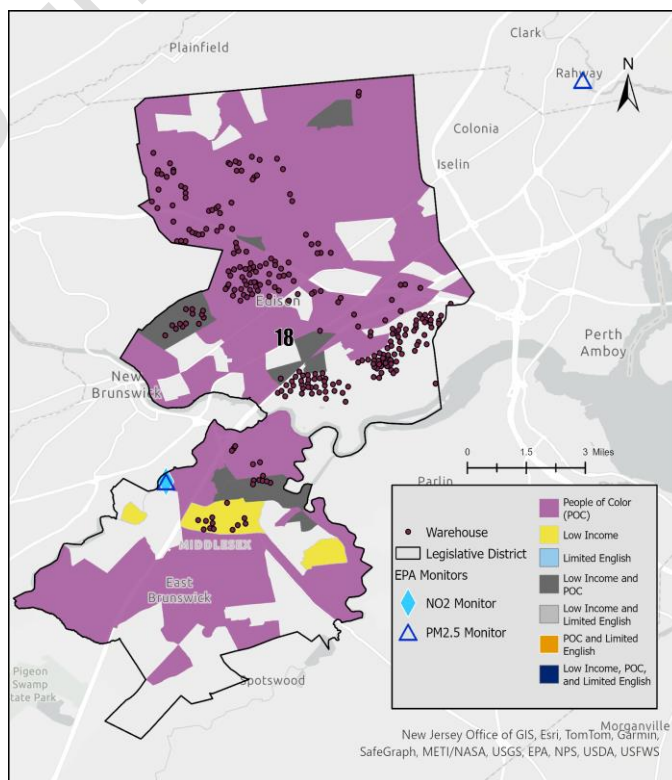 Clark
Plainfield
Rahway
N
Colonia
Iselin
Edison
18
Perth
Amboy
New
Brunswick
0 1.5 3 Miles
Parlin
MIDDLESEX
East
Brunswick
Warehouse
Legislative District
EPA Monitors
NO2 Monitor
PM2.5 Monitor
People of Color
(POC)
Low Income
Limited English
Low Income and
POC
Low Income and
Limited English
POC and Limited
English
Low Income, POC,
and Limited English
Spotswood
Pigeon
Swamp
State Park
Morganville
New Jersey Office of GIS, Esri, TomTom, Garmin,
SafeGraph, METI/NASA, USGS, EPA, NPS, USDA, USFWS